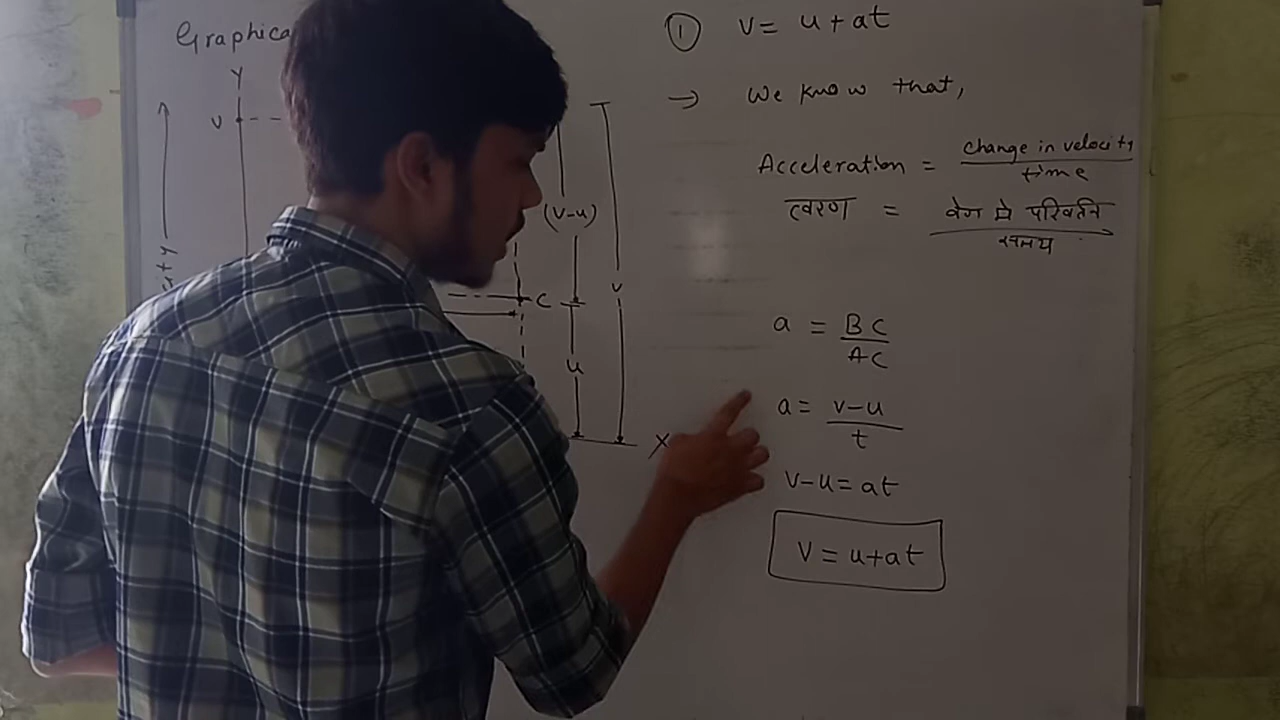 Graphica
① v = u + at
Y
→ We know that,
v
Acceleration = change in velocity / time
त्वरण = वेग में परिवर्तन / समय
(v-u)
v
C
a = BC / AC
u
a = v-u / t
X
v-u = at
v = u+at